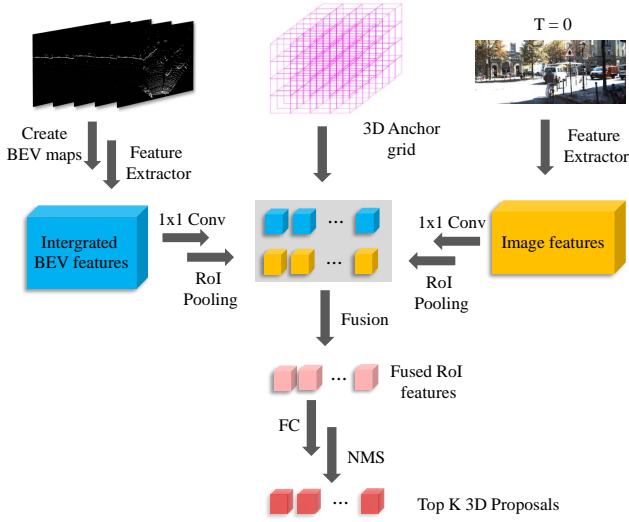 T = 0
Create
BEV maps
Feature
Extractor
3D Anchor
grid
Feature
Extractor
Intergrated
BEV features
1x1 Conv
RoI
Pooling
...
...
1x1 Conv
RoI
Pooling
Image features
Fusion
...
Fused RoI
features
FC
NMS
...
Top K 3D Proposals